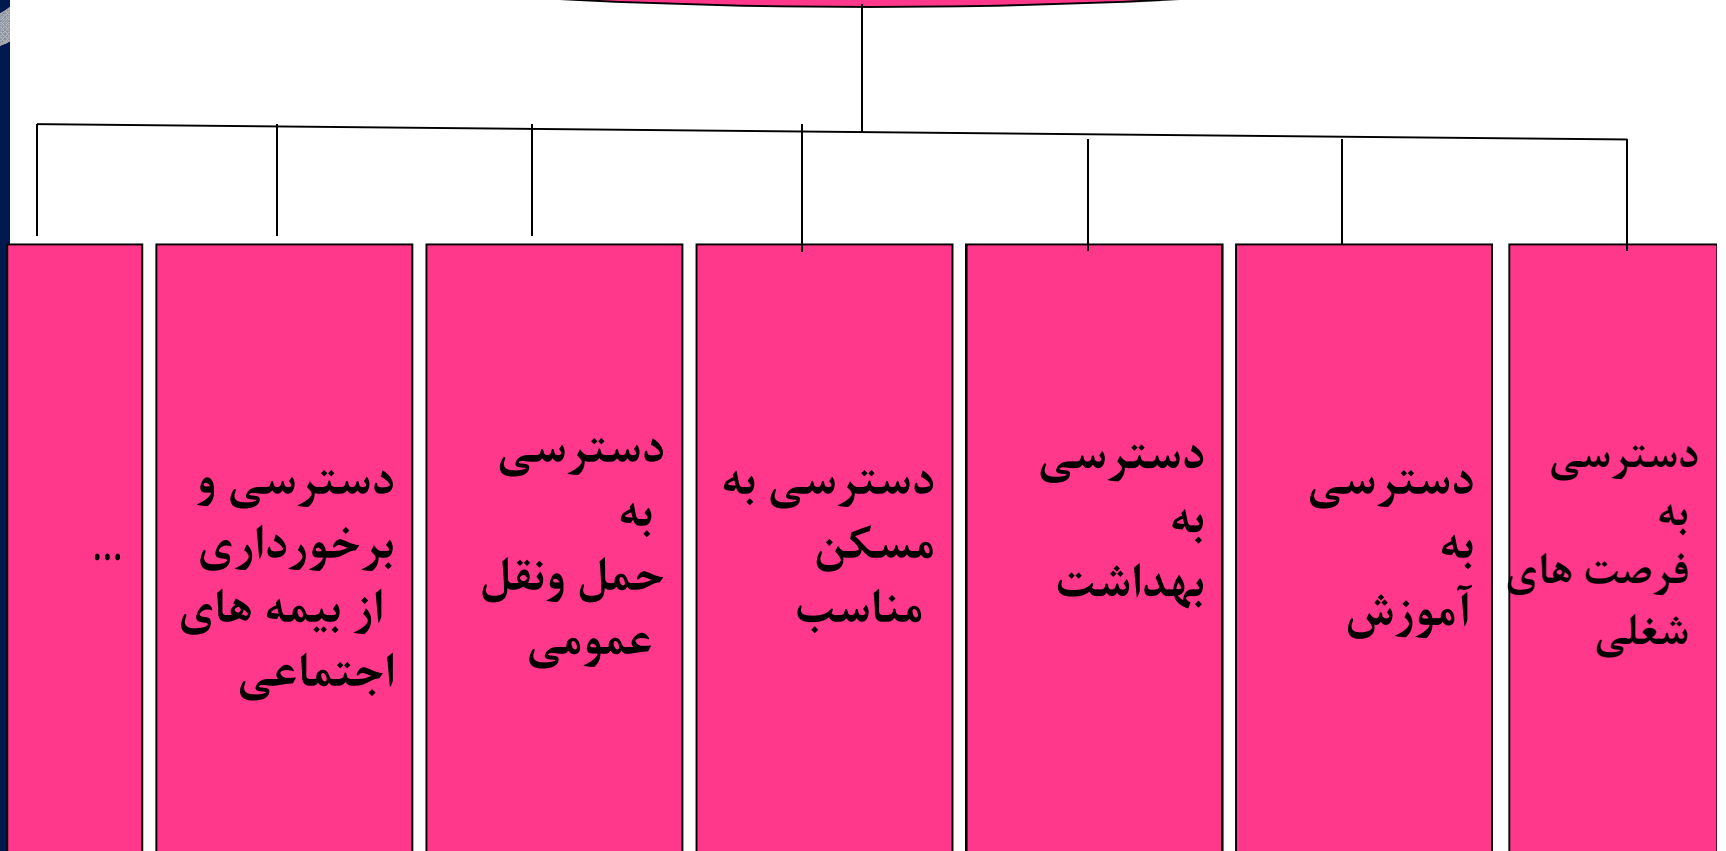 دسترسی
به
فرصت های
شغلی
دسترسی
به
آموزش
دسترسی
به
بهداشت
دسترسی به
مسکن
مناسب
دسترسی
به
حمل ونقل
عمومی
دسترسی و
برخورداری
از بیمه های
اجتماعی
...